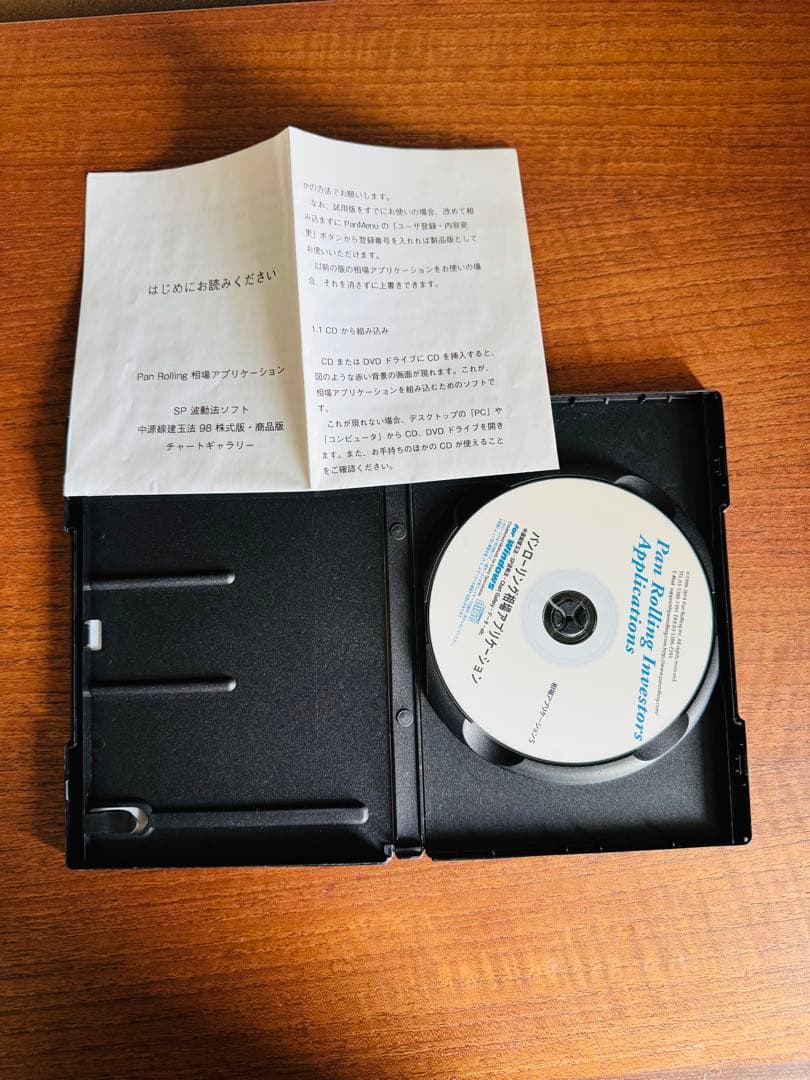 はじめにお読みください
Pan Rolling 相場アプリケーション
SP 波動法ソフト
中源線建玉法 98 株式版・商品版
チャートギャラリー
かの方法でお願いします。
なお、試用版をすでにお使いの場合、改めて組
み込まずに PanMenu の「ユーザ登録・内容変
更」ボタンから登録番号を入れれば製品版として
お使いいただけます。
以前の版の相場アプリケーションをお使いの場
合、それを消さずに上書きできます。
1.1 CD から組み込み
CD または DVD ドライブに CD を挿入すると、
図のような赤い背景の画面が現れます。これが、
相場アプリケーションを組み込むためのソフトで
す。
これが現れない場合、デスクトップの「PC」や
「コンピュータ」から CD、DVD ドライブを開き
ます。また、お手持ちのほかの CD が使えること
をご確認ください。
Pan Rolling Investors
Applications
相場アプリケーション5
パンローリング相場アプリケーション
for Windows